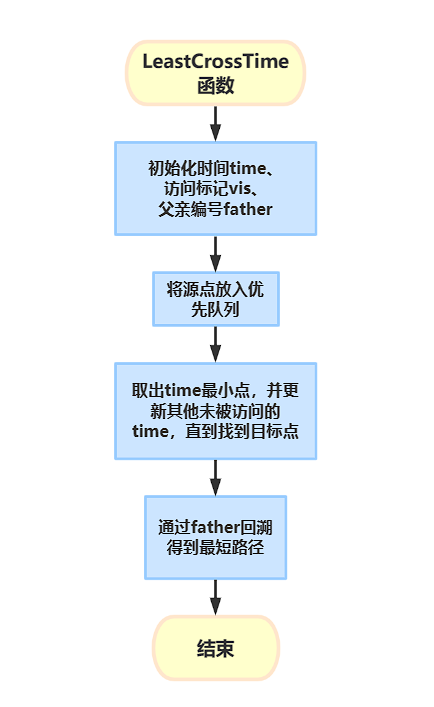 LeastCrossTime
函数
初始化时间time、
访问标记vis、
父亲编号father
将源点放入优
先队列
取出time最小点，并更
新其他未被访问的
time，直到找到目标点
通过father回溯
得到最短路径
结束